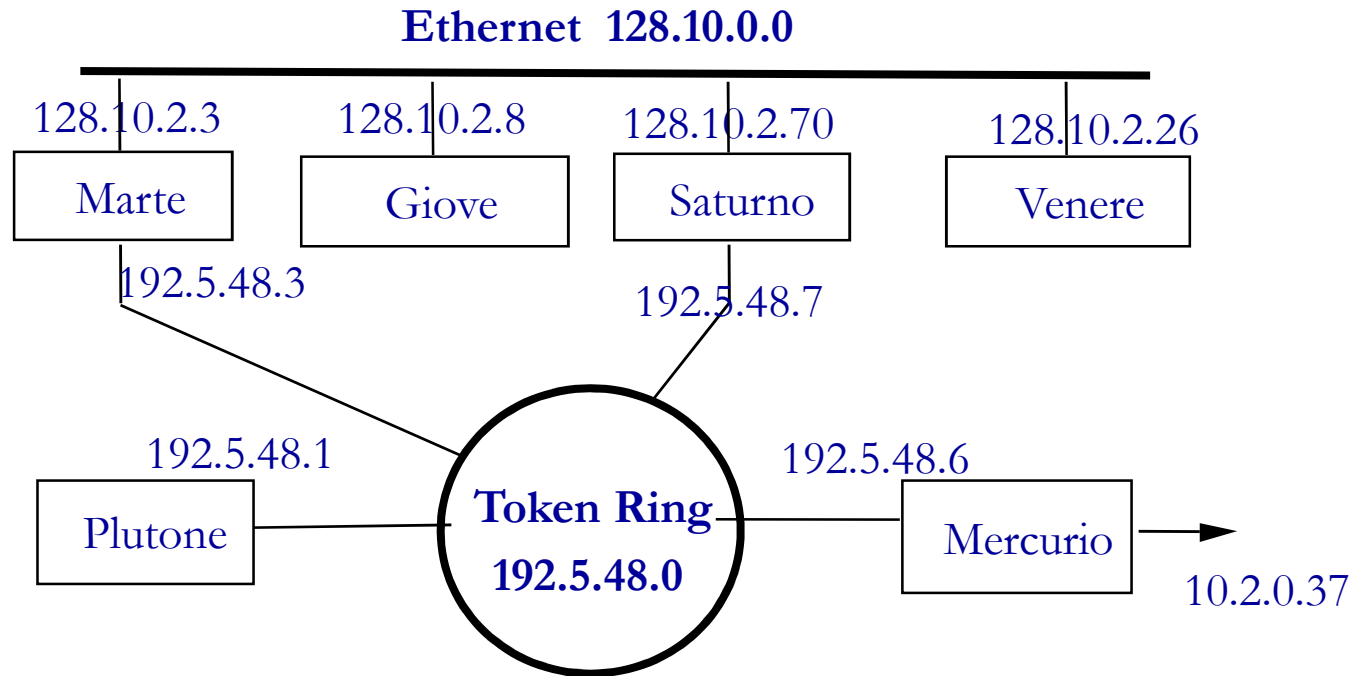 Ethernet 128.10.0.0
128.10.2.3
128.10.2.8
128.10.2.70
128.10.2.26
Marte
Giove
Saturno
Venere
192.5.48.3
192.5.48.7
192.5.48.1
192.5.48.6
Plutone
Token Ring
192.5.48.0
Mercurio
10.2.0.37